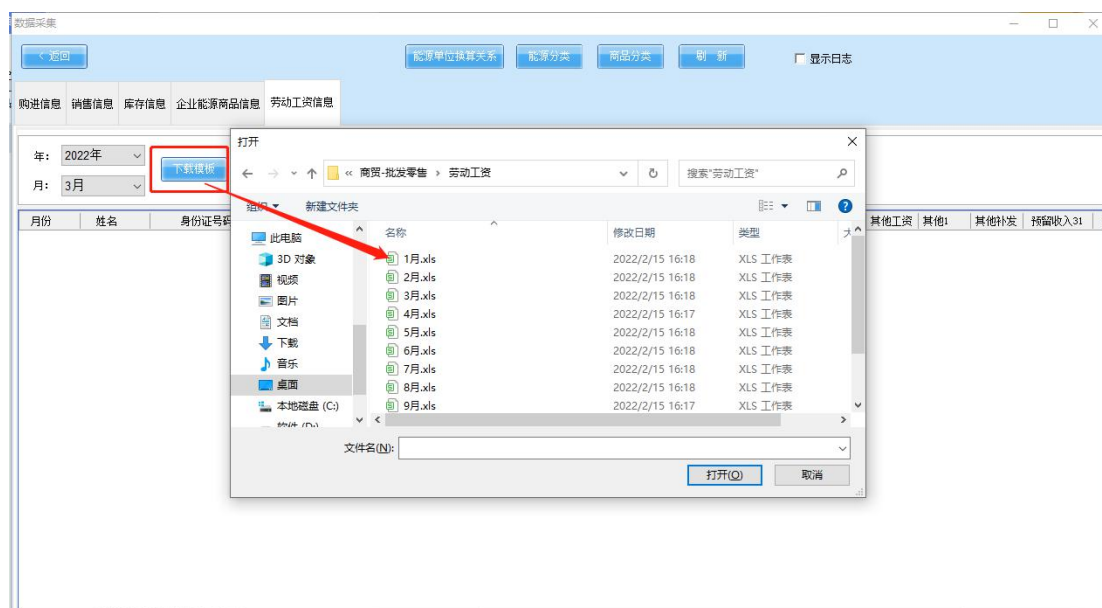 数据采集
< 返回
能源单位换算关系
能源分类
商品分类
刷 新
显示日志
购进信息 销售信息 库存信息 企业能源商品信息 劳动工资信息
年: 2022年
下载模板
月: 3月
月份 姓名 身份证号码
其他工资 其他1 其他补发 预留收入31
打开
« 商贸-批发零售 › 劳动工资
搜索"劳动工资"
组织 新建文件夹
名称 修改日期 类型 大
此电脑
3D 对象
视频
图片
文档
下载
音乐
桌面
本地磁盘 (C:)
软件 (D:)
1月.xls 2022/2/15 16:18 XLS 工作表
2月.xls 2022/2/15 16:18 XLS 工作表
3月.xls 2022/2/15 16:18 XLS 工作表
4月.xls 2022/2/15 16:17 XLS 工作表
5月.xls 2022/2/15 16:18 XLS 工作表
6月.xls 2022/2/15 16:18 XLS 工作表
7月.xls 2022/2/15 16:18 XLS 工作表
8月.xls 2022/2/15 16:18 XLS 工作表
9月.xls 2022/2/15 16:17 XLS 工作表
文件名(N):
打开(O) 取消